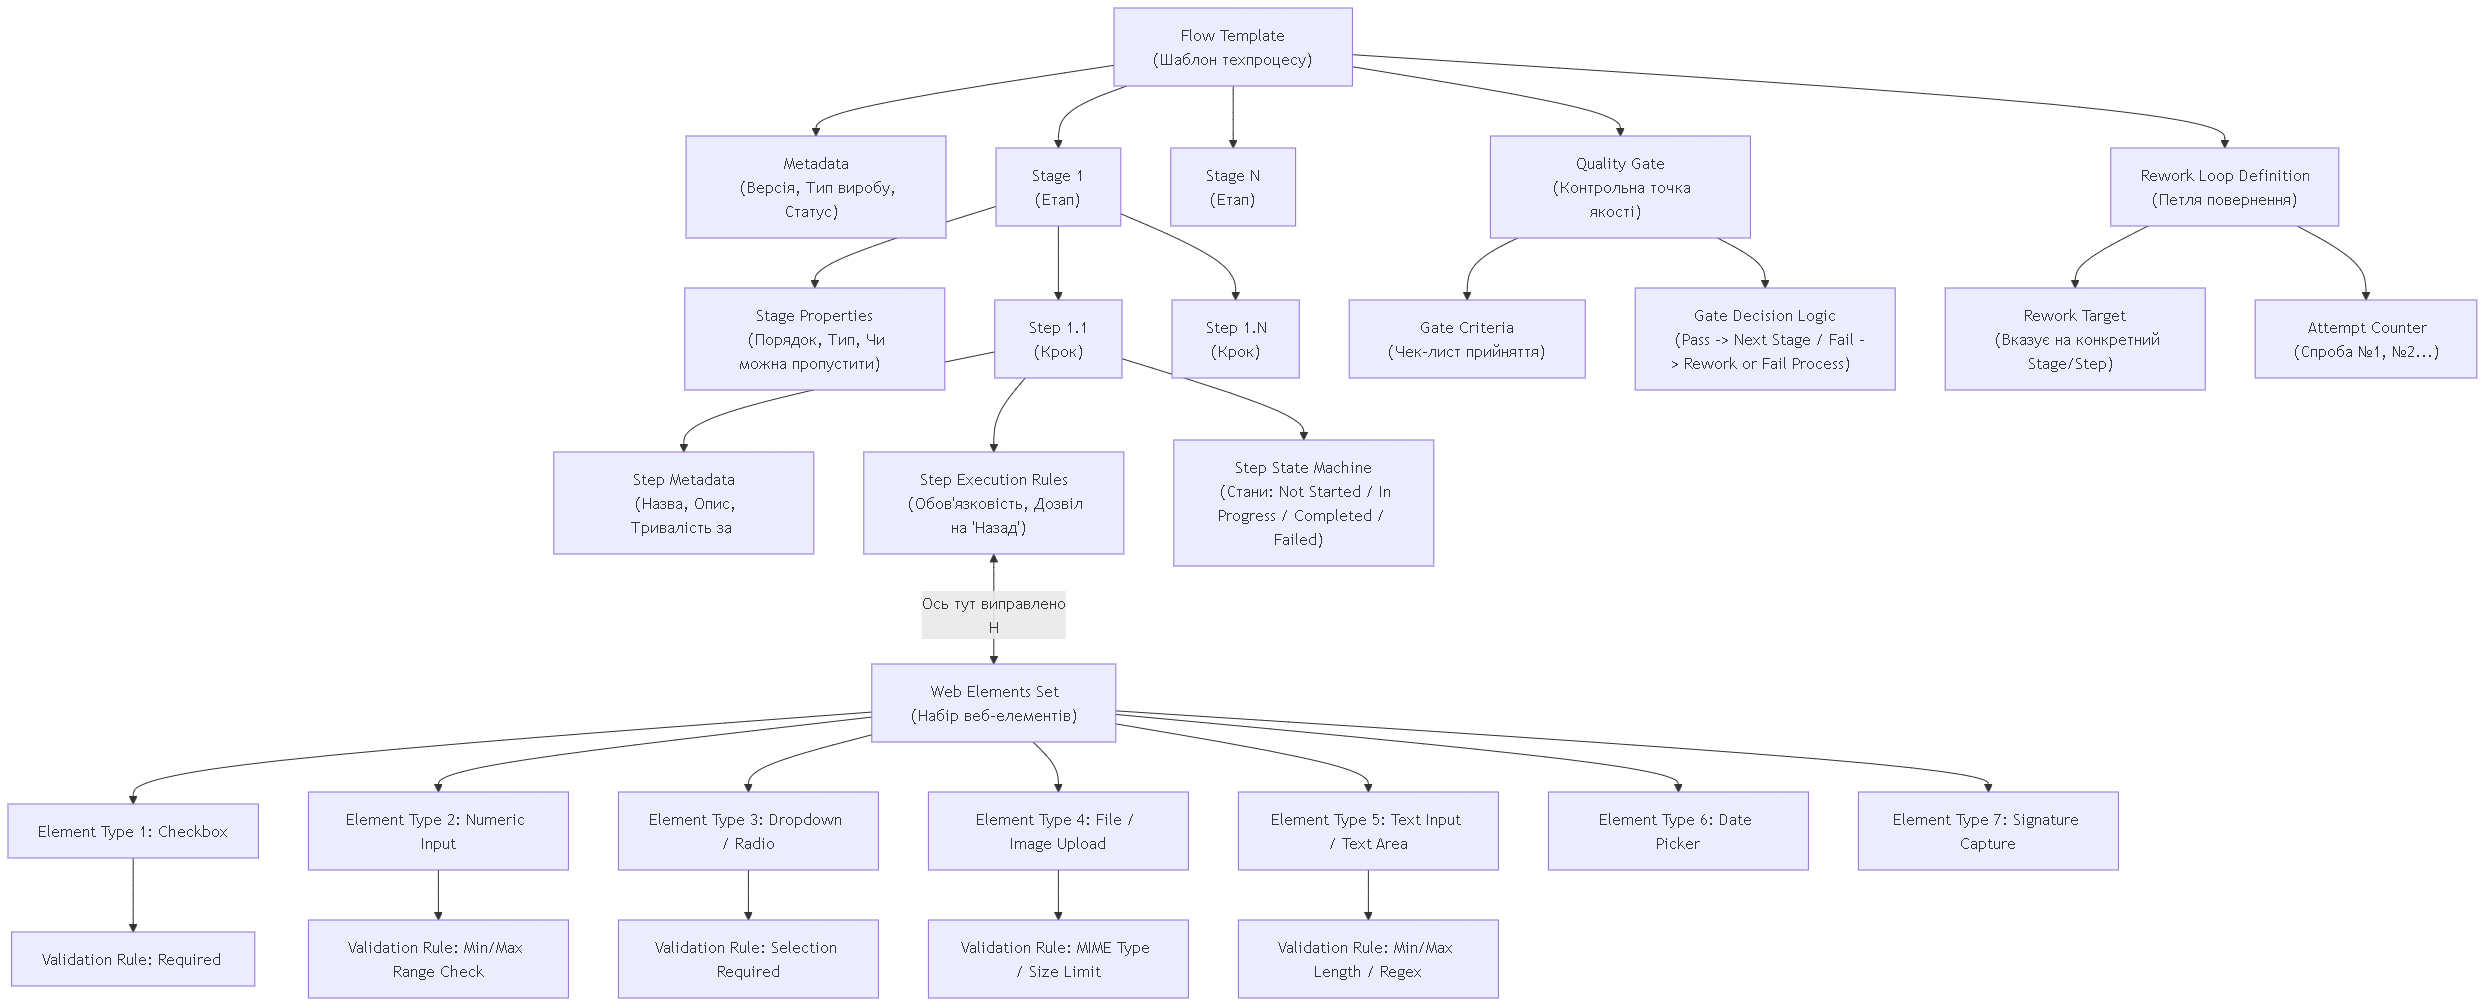 Flow Template
(Шаблон техпроцесу)
Metadata
(Версія, Тип виробу,
Статус)
Stage 1
(Етап)
Stage N
(Етап)
Quality Gate
(Контрольна точка
якості)
Rework Loop Definition
(Петля повернення)
Stage Properties
(Порядок, Тип, Чи
можна пропустити)
Step 1.1
(Крок)
Step 1.N
(Крок)
Gate Criteria
(Чек-лист прийняття)
Gate Decision Logic
(Pass -> Next Stage / Fail -
> Rework or Fail Process)
Rework Target
(Вказує на конкретний
Stage/Step)
Attempt Counter
(Спроба №1, №2...)
Step Metadata
(Назва, Опис,
Тривалість за
Step Execution Rules
(Обов'язковість, Дозвіл
на 'Назад')
Step State Machine
(Стани: Not Started / In
Progress / Completed /
Failed)
Ось тут виправлено
Н
Web Elements Set
(Набір веб-елементів)
Element Type 1: Checkbox
Element Type 2: Numeric
Input
Element Type 3: Dropdown
/ Radio
Element Type 4: File /
Image Upload
Element Type 5: Text Input
/ Text Area
Element Type 6: Date
Picker
Element Type 7: Signature
Capture
Validation Rule: Required
Validation Rule: Min/Max
Range Check
Validation Rule: Selection
Required
Validation Rule: MIME Type
/ Size Limit
Validation Rule: Min/Max
Length / Regex